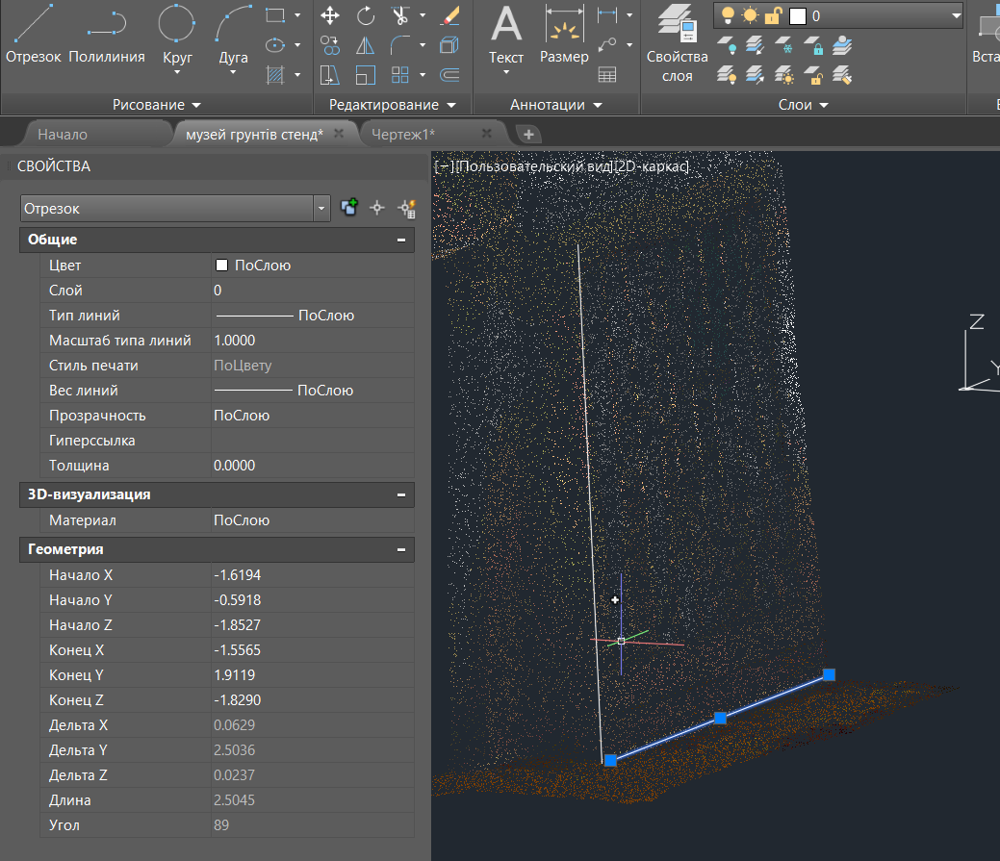 Отрезок Полилиния Круг Дуга
A
Текст Размер
Свойства слоя
0
Вста
Рисование Редактирование Аннотации Слои
Начало музей грунтів стенд* Чертеж1*
СВОЙСТВА
[−][Пользовательский вид][2D-каркас]
Отрезок
Общие
Цвет ПоСлою
Слой 0
Тип линий ПоСлою
Масштаб типа линий 1.0000
Стиль печати ПоЦвету
Вес линий ПоСлою
Прозрачность ПоСлою
Гиперссылка
Толщина 0.0000
3D-визуализация
Материал ПоСлою
Геометрия
Начало X -1.6194
Начало Y -0.5918
Начало Z -1.8527
Конец X -1.5565
Конец Y 1.9119
Конец Z -1.8290
Дельта X 0.0629
Дельта Y 2.5036
Дельта Z 0.0237
Длина 2.5045
Угол 89
Z
Y